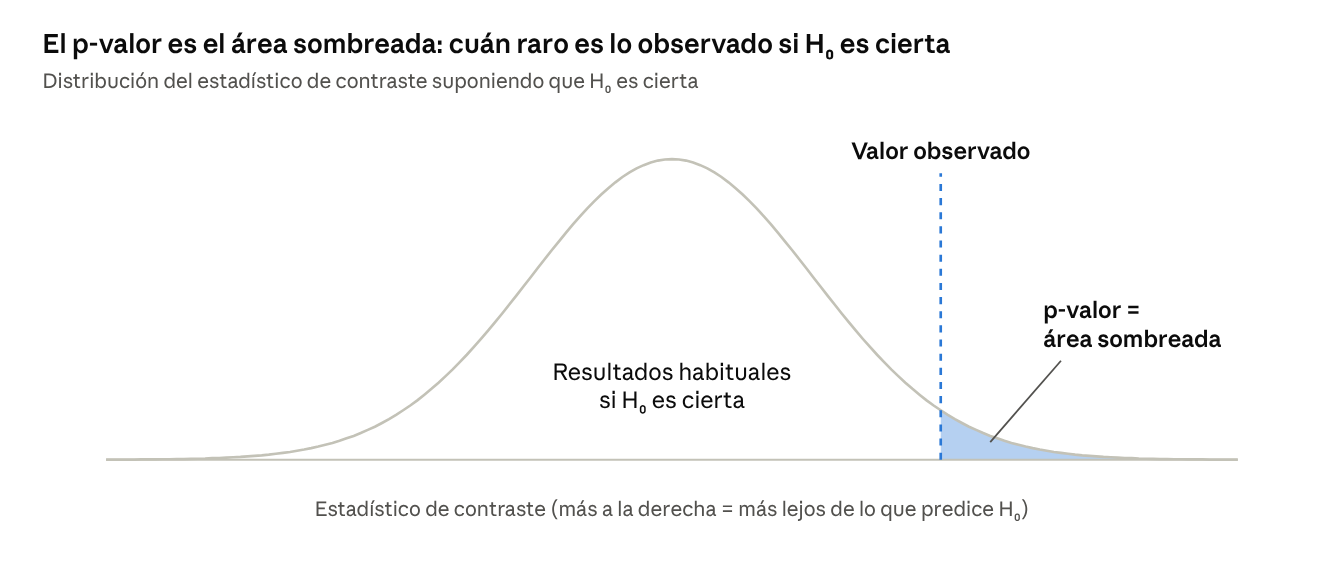 El p-valor es el área sombreada: cuán raro es lo observado si H₀ es cierta
Distribución del estadístico de contraste suponiendo que H₀ es cierta
Valor observado
p-valor =
área sombreada
Resultados habituales
si H₀ es cierta
Estadístico de contraste (más a la derecha = más lejos de lo que predice H₀)